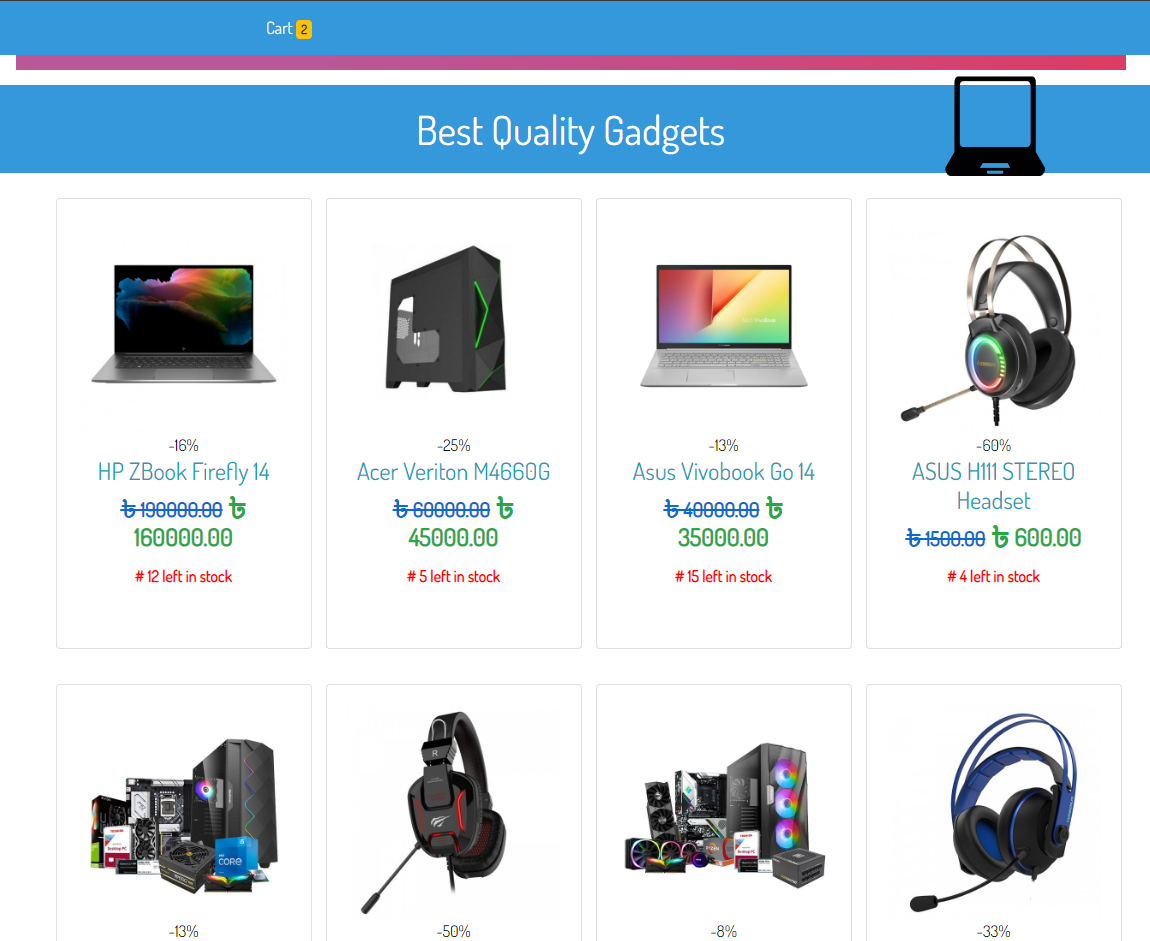 Cart 2
Best Quality Gadgets
-16%
HP ZBook Firefly 14
৳ 190000.00 ৳
160000.00
# 12 left in stock
-25%
Acer Veriton M4660G
৳ 60000.00 ৳
45000.00
# 5 left in stock
-13%
Asus Vivobook Go 14
৳ 40000.00 ৳
35000.00
# 15 left in stock
-60%
ASUS H111 STEREO
Headset
৳ 1500.00 ৳ 600.00
# 4 left in stock
CORE
-13%
R
-50%
-8%
-33%